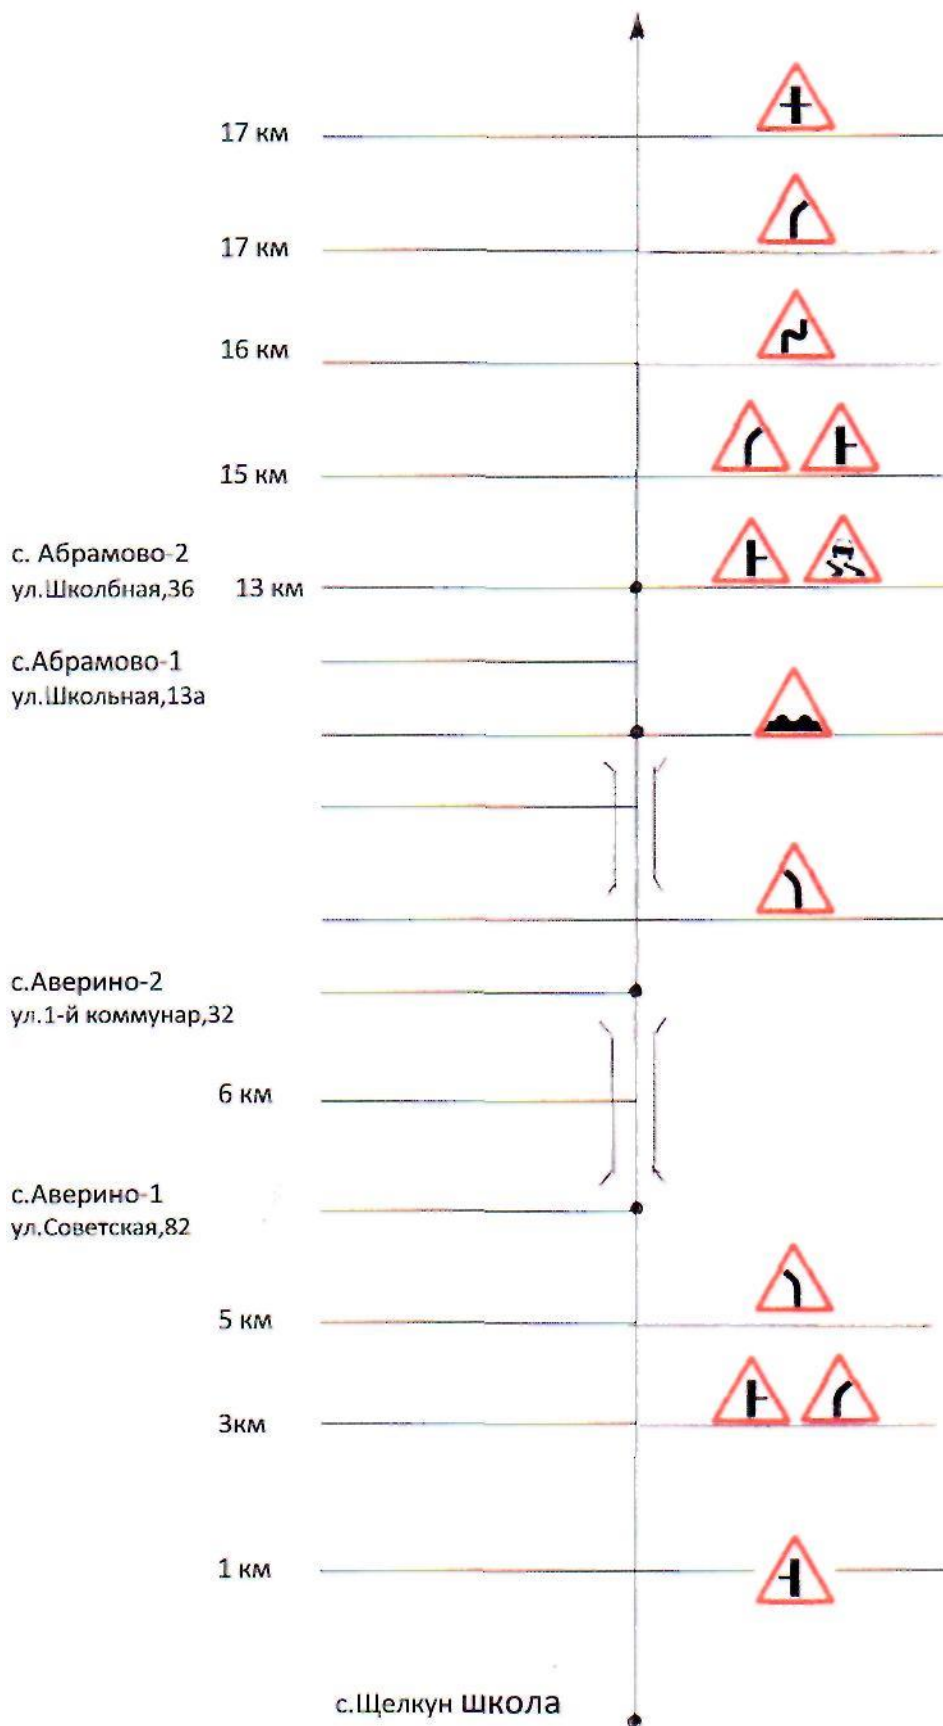 17 км
17 км
16 км
15 км
с. Абрамово-2
ул.Школбная,36 13 км
с.Абрамово-1
ул.Школьная,13а
с.Аверино-2
ул.1-й коммунар,32
6 км
с.Аверино-1
ул.Советская,82
5 км
3км
1 км
с.Щелкун школа